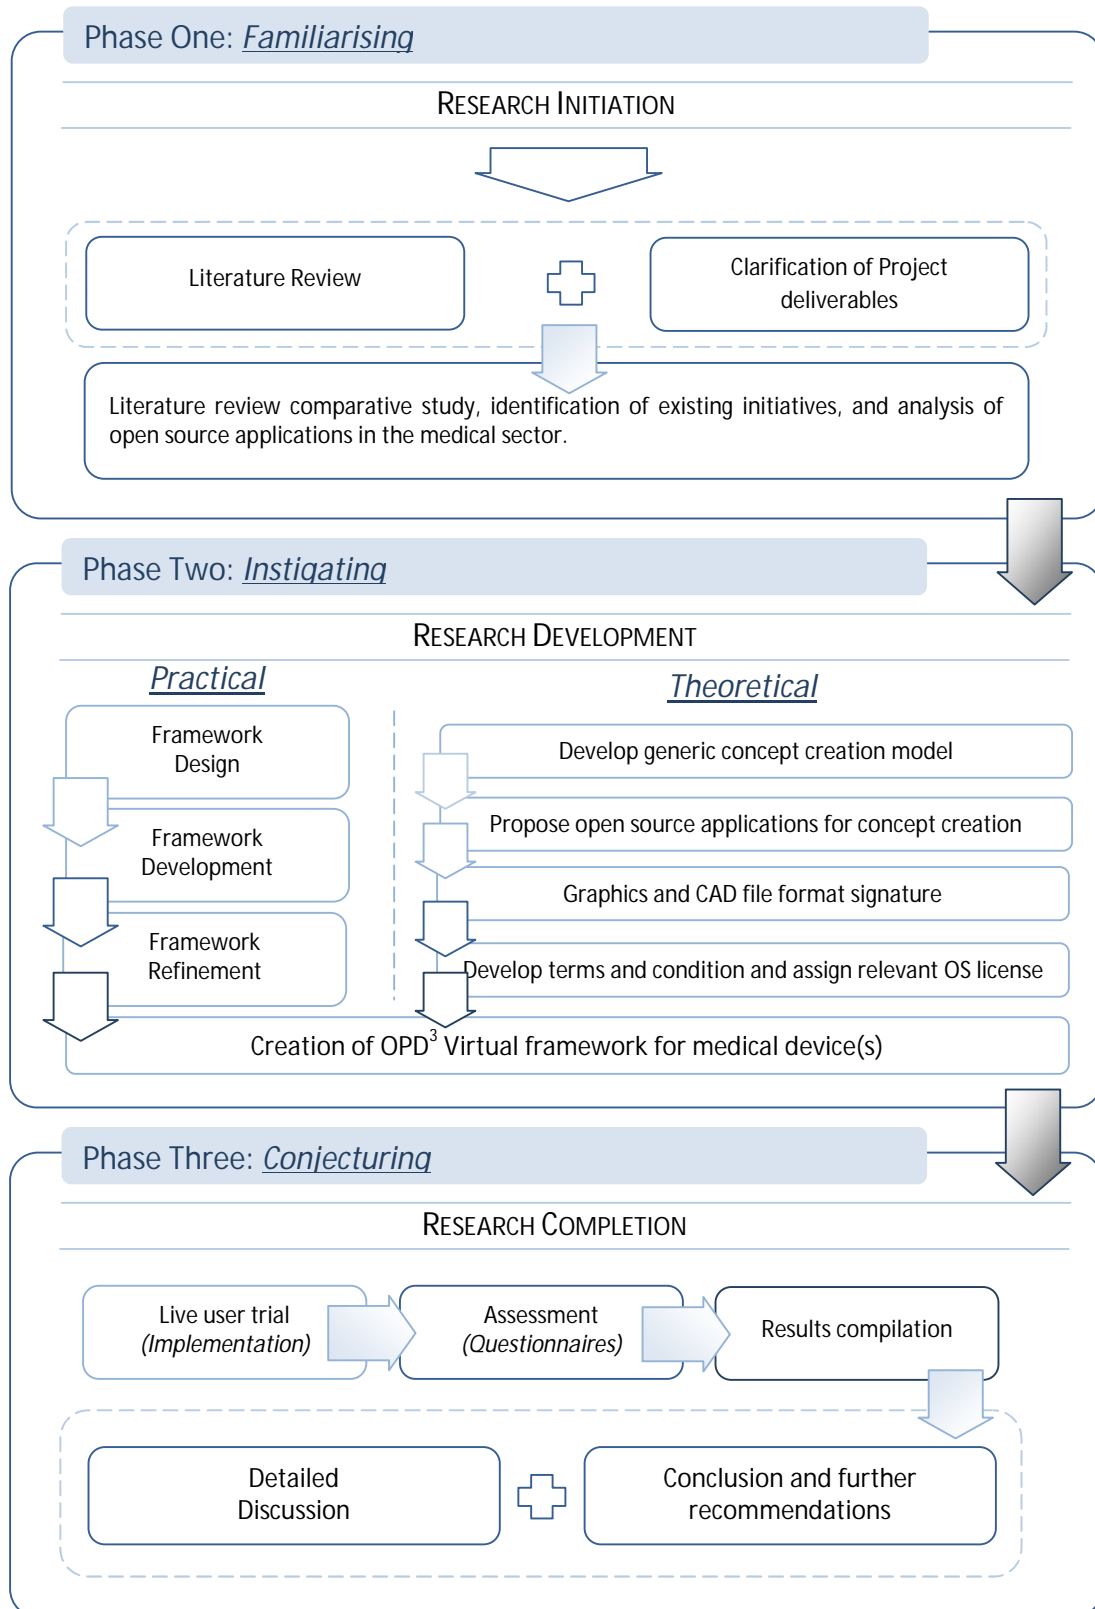 Phase One: Familiarising
RESEARCH INITIATION
Literature Review
Clarification of Project
deliverables
Literature review comparative study, identification of existing initiatives, and analysis of
open source applications in the medical sector.
Phase Two: Instigating
RESEARCH DEVELOPMENT
Practical
Framework
Design
Framework
Development
Framework
Refinement
Theoretical
Develop generic concept creation model
Propose open source applications for concept creation
Graphics and CAD file format signature
Develop terms and condition and assign relevant OS license
Creation of OPD³ Virtual framework for medical device(s)
Phase Three: Conjecturing
RESEARCH COMPLETION
Live user trial
(Implementation)
Assessment
(Questionnaires)
Results compilation
Detailed
Discussion
Conclusion and further
recommendations